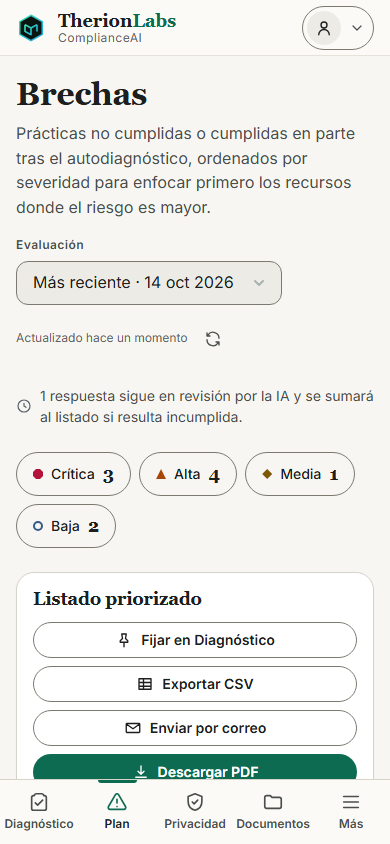 TherionLabs
ComplianceAI
Brechas
Prácticas no cumplidas o cumplidas en parte
tras el autodiagnóstico, ordenados por
severidad para enfocar primero los recursos
donde el riesgo es mayor.
Evaluación
Más reciente · 14 oct 2026
Actualizado hace un momento
1 respuesta sigue en revisión por la IA y se sumará
al listado si resulta incumplida.
Crítica 3
Alta 4
Media 1
Baja 2
Listado priorizado
Fijar en Diagnóstico
Exportar CSV
Enviar por correo
Descargar PDF
Diagnóstico
Plan
Privacidad
Documentos
Más